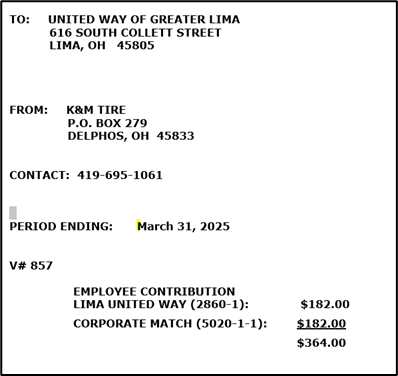 TO: UNITED WAY OF GREATER LIMA
616 SOUTH COLLETT STREET
LIMA, OH 45805
FROM: K&M TIRE
P.O. BOX 279
DELPHOS, OH 45833
CONTACT: 419-695-1061
PERIOD ENDING: March 31, 2025
V# 857
EMPLOYEE CONTRIBUTION
LIMA UNITED WAY (2860-1): $182.00
CORPORATE MATCH (5020-1-1): $182.00
$364.00